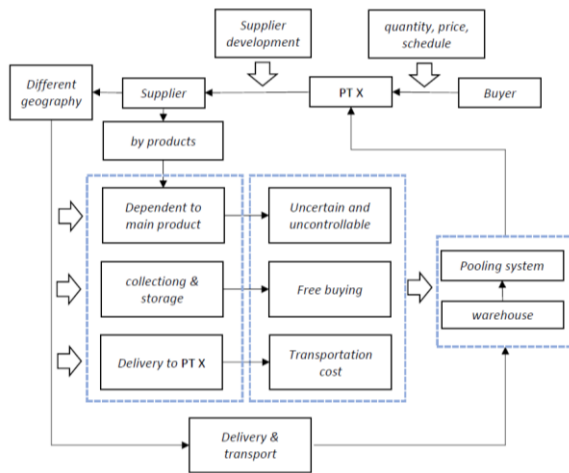 Supplier
development
quantity, price,
schedule
Different
geography
Supplier
PT X
Buyer
by products
Dependent to
main product
Uncertain and
uncontrollable
collectiong &
storage
Free buying
Pooling system
warehouse
Delivery to PT X
Transportation
cost
Delivery &
transport